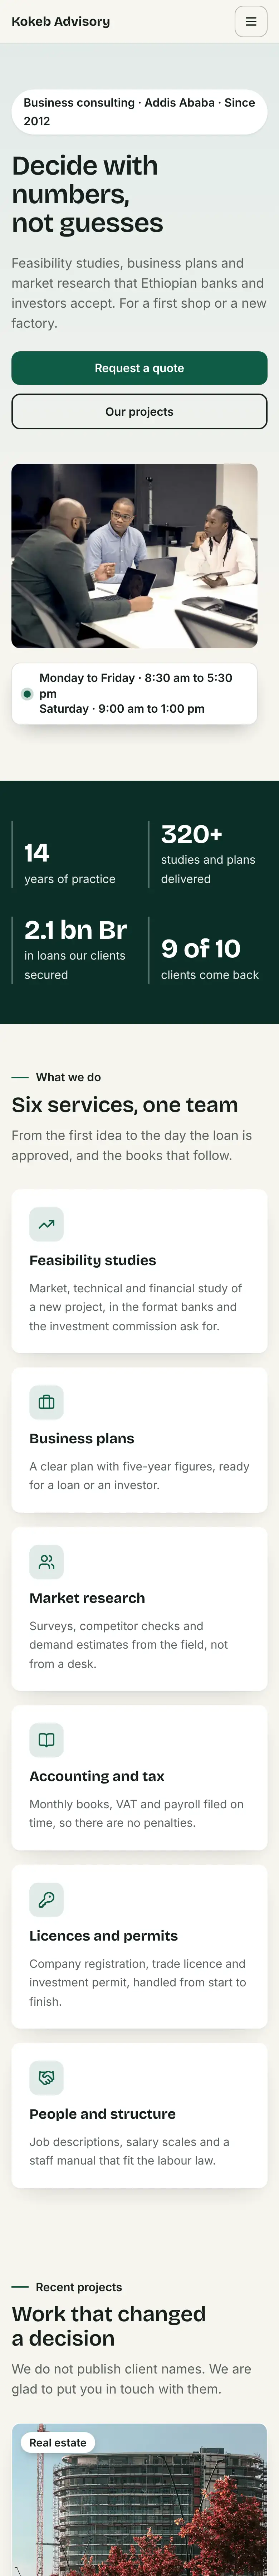 Kokeb Advisory
Business consulting · Addis Ababa · Since
2012
Decide with
numbers,
not guesses
Feasibility studies, business plans and
market research that Ethiopian banks and
investors accept. For a first shop or a new
factory.
Request a quote
Our projects
Monday to Friday · 8:30 am to 5:30
pm
Saturday · 9:00 am to 1:00 pm
14
years of practice
320+
studies and plans
delivered
2.1 bn Br
in loans our clients
secured
9 of 10
clients come back
What we do
Six services, one team
From the first idea to the day the loan is
approved, and the books that follow.
Feasibility studies
Market, technical and financial study of
a new project, in the format banks and
the investment commission ask for.
Business plans
A clear plan with five-year figures, ready
for a loan or an investor.
Market research
Surveys, competitor checks and
demand estimates from the field, not
from a desk.
Accounting and tax
Monthly books, VAT and payroll filed on
time, so there are no penalties.
Licences and permits
Company registration, trade licence and
investment permit, handled from start to
finish.
People and structure
Job descriptions, salary scales and a
staff manual that fit the labour law.
Recent projects
Work that changed
a decision
We do not publish client names. We are
glad to put you in touch with them.
Real estate